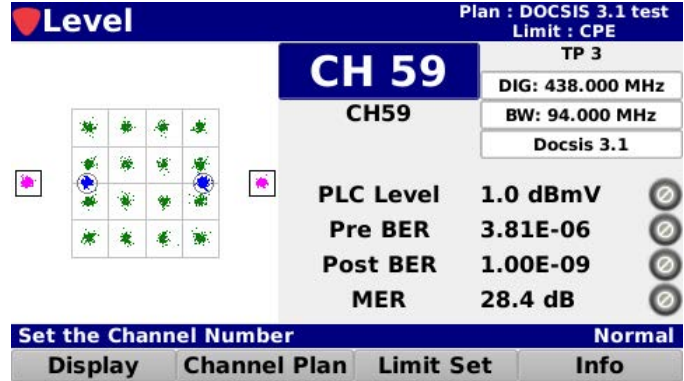 Level
Plan : DOCSIS 3.1 test
Limit : CPE
CH 59
TP 3
DIG: 438.000 MHz
CH59
BW: 94.000 MHz
Docsis 3.1
PLC Level 1.0 dBmV
Pre BER 3.81E-06
Post BER 1.00E-09
MER 28.4 dB
Set the Channel Number Normal
Display Channel Plan Limit Set Info